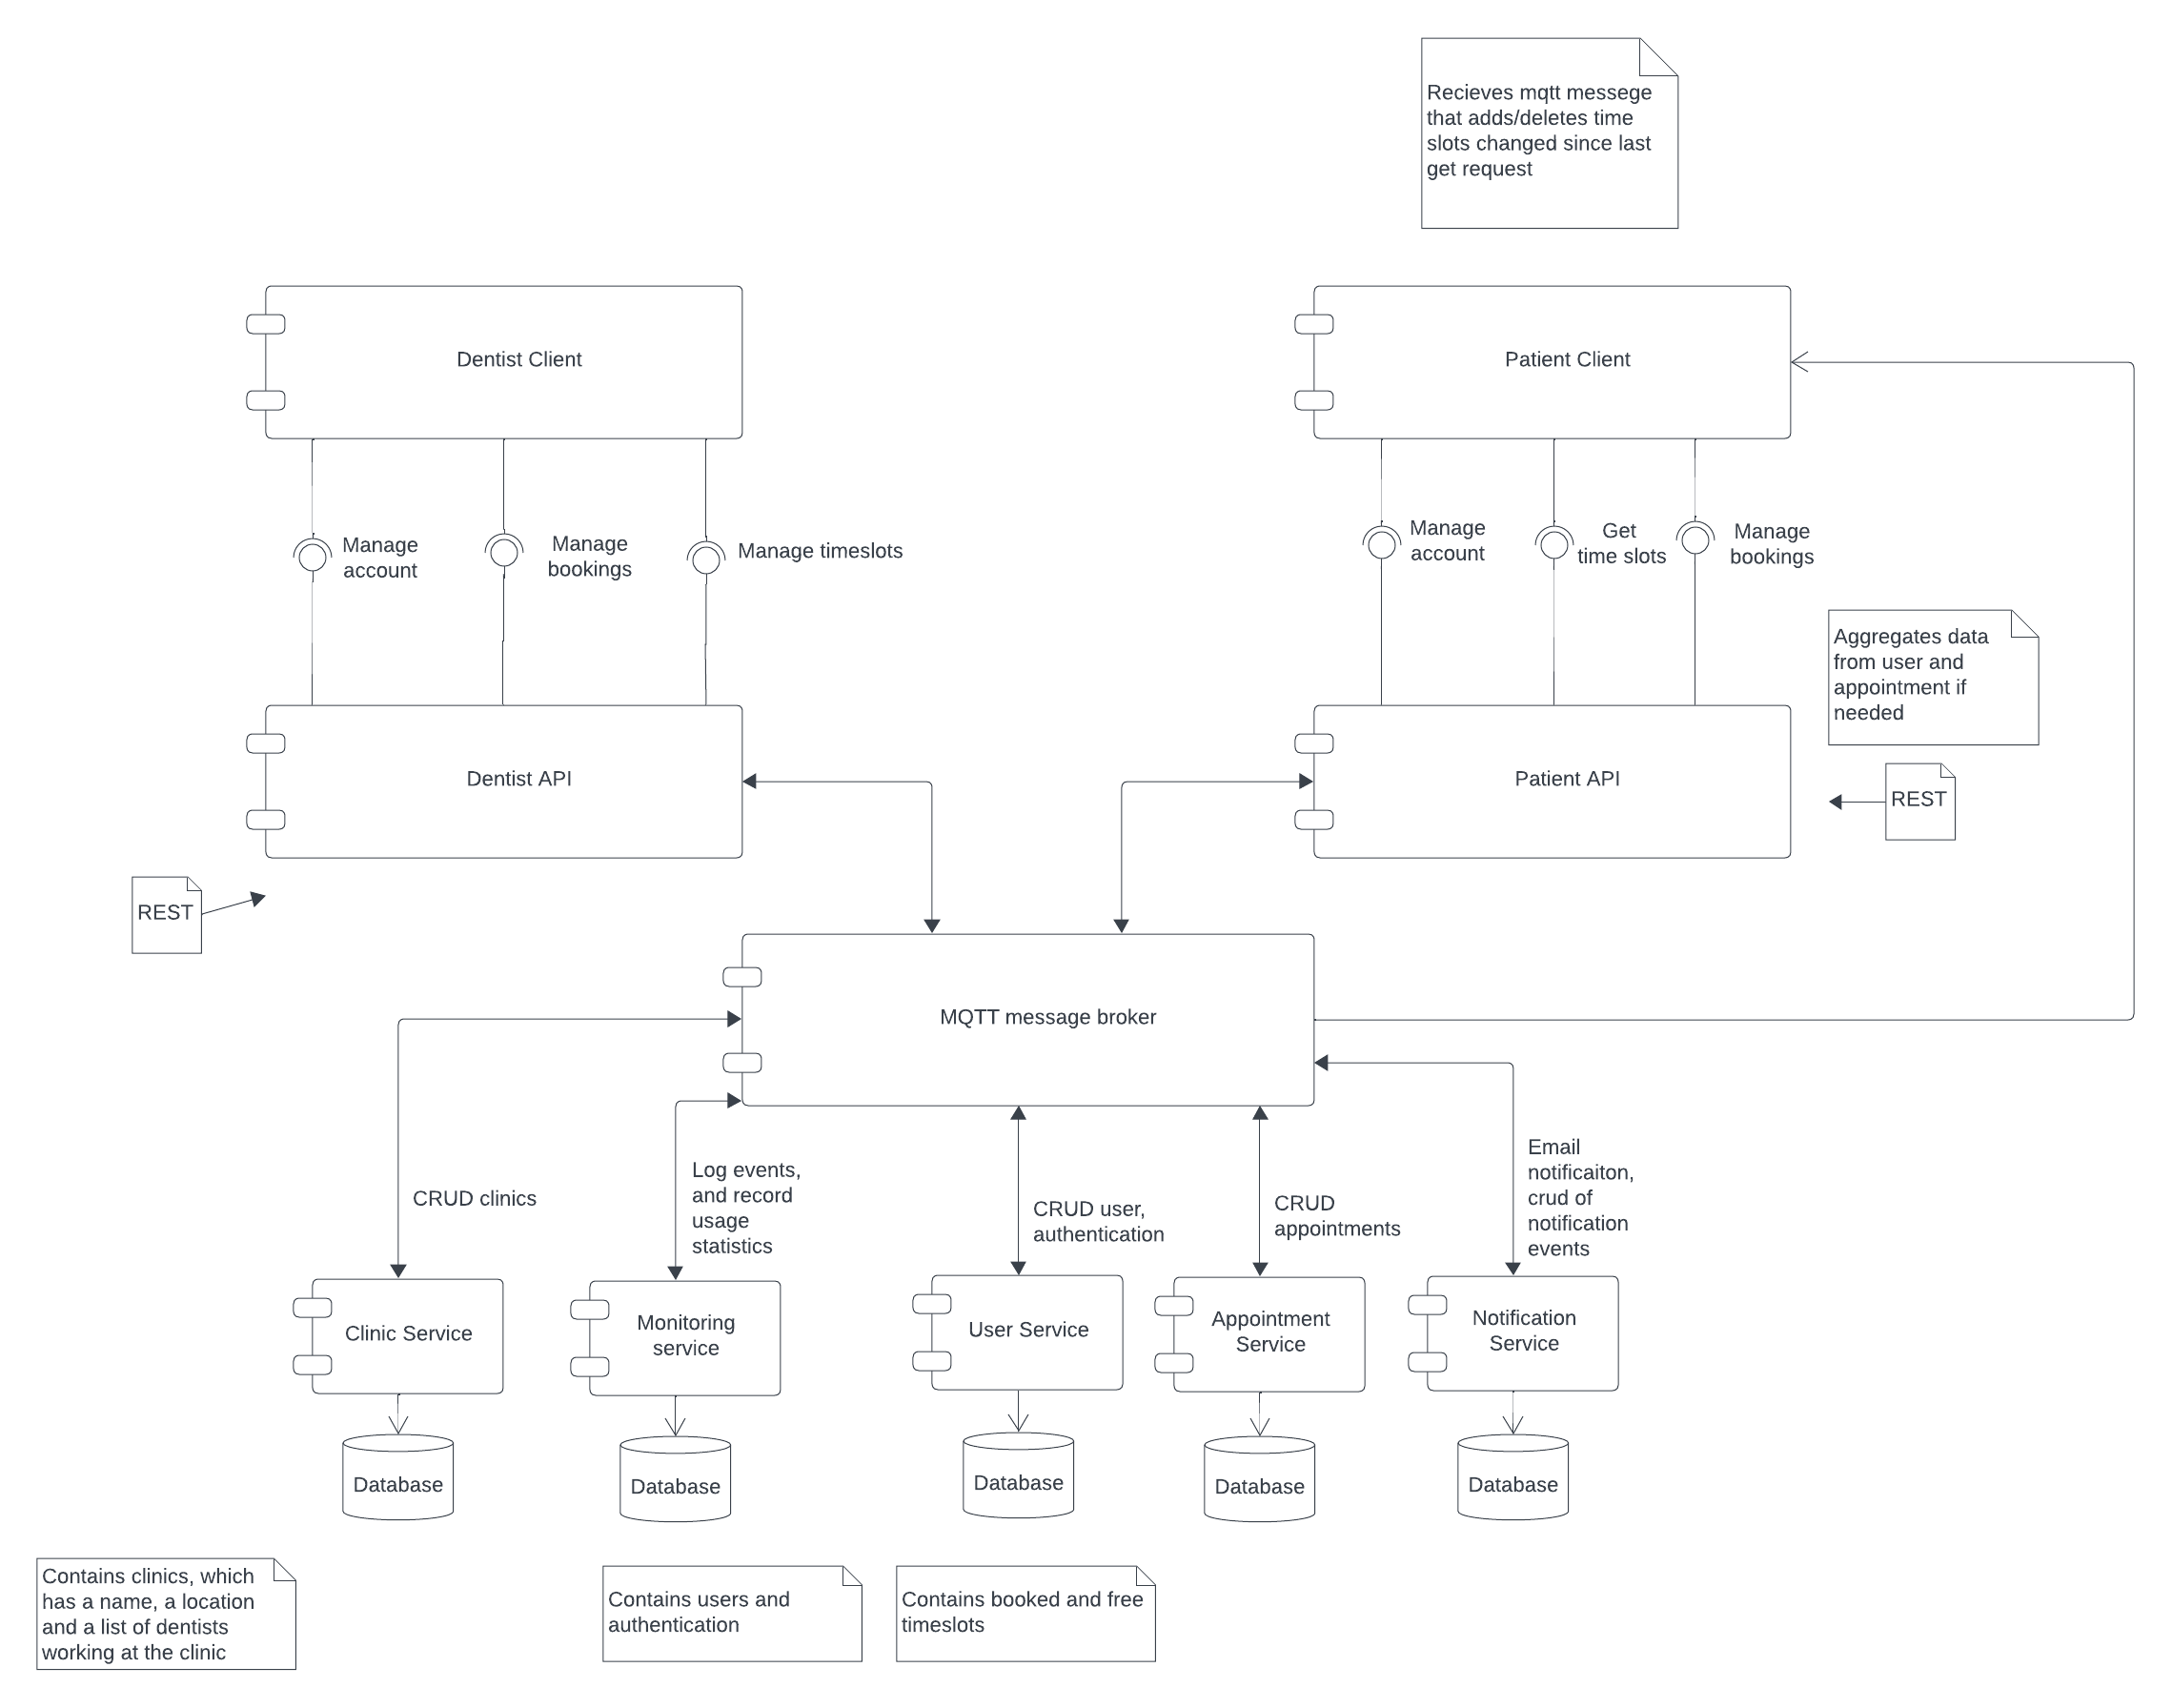 Recieves mqtt messege
that adds/deletes time
slots changed since last
get request
Dentist Client
Patient Client
Manage
account
Manage
bookings
Manage timeslots
Manage
account
Get
time slots
Manage
bookings
Aggregates data
from user and
appointment if
needed
Dentist API
Patient API
REST
REST
MQTT message broker
CRUD clinics
Log events,
and record
usage
statistics
CRUD user,
authentication
CRUD
appointments
Email
notificaiton,
crud of
notification
events
Clinic Service
Monitoring
service
User Service
Appointment
Service
Notification
Service
Database
Database
Database
Database
Database
Contains clinics, which
has a name, a location
and a list of dentists
working at the clinic
Contains users and
authentication
Contains booked and free
timeslots